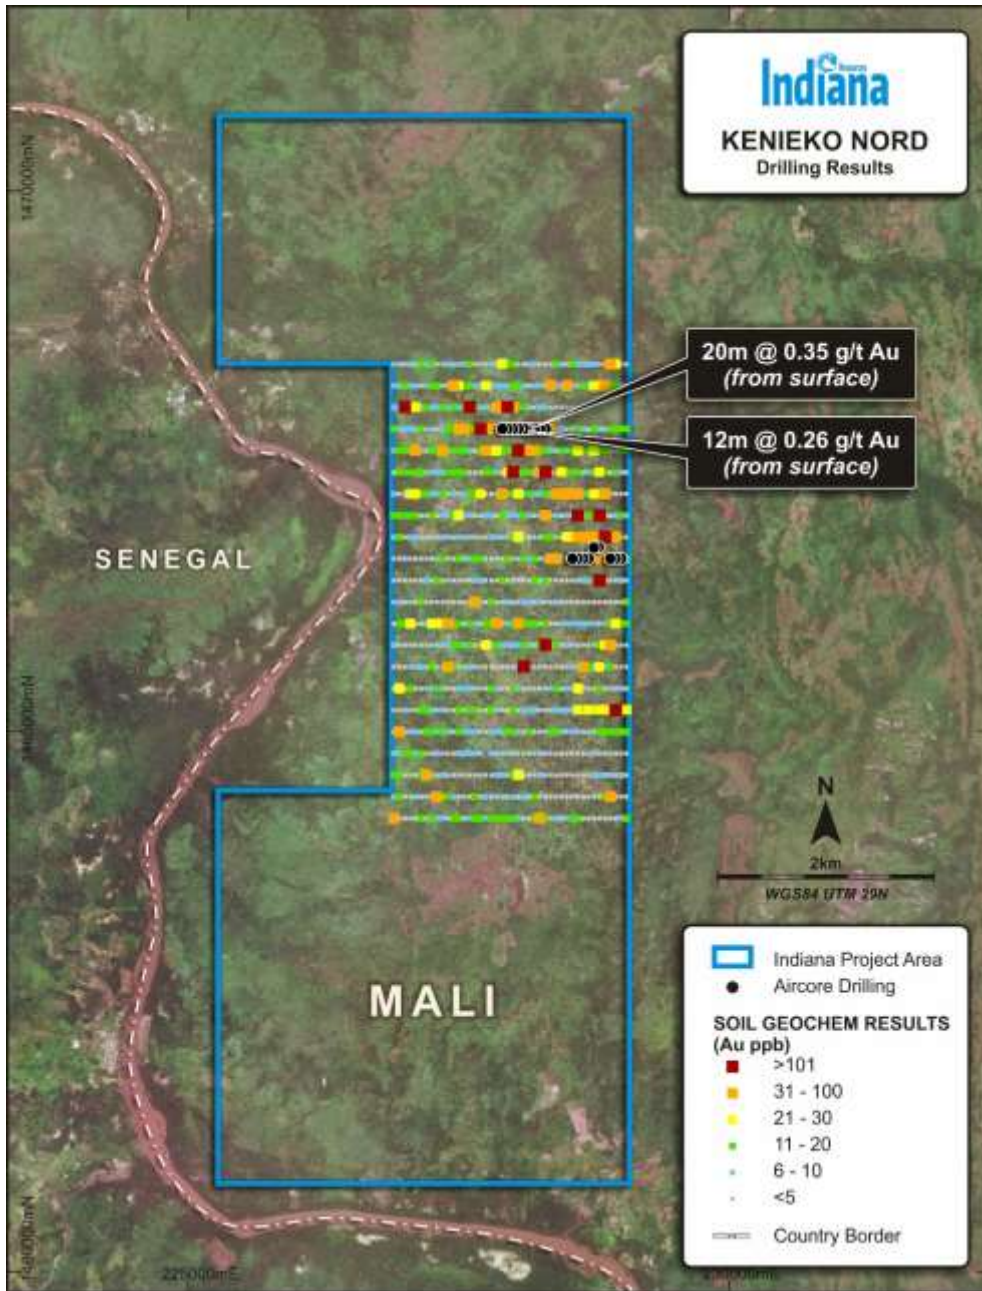 Indiana
Resources
KENIEKO NORD
Drilling Results
1470000mN
20m @ 0.35 g/t Au
(from surface)
12m @ 0.26 g/t Au
(from surface)
SENEGAL
N
2km
WGS84 UTM 29N
MALI
Indiana Project Area
Aircore Drilling
SOIL GEOCHEM RESULTS
(Au ppb)
>101
31 - 100
21 - 30
11 - 20
6 - 10
<5
Country Border
225000mE